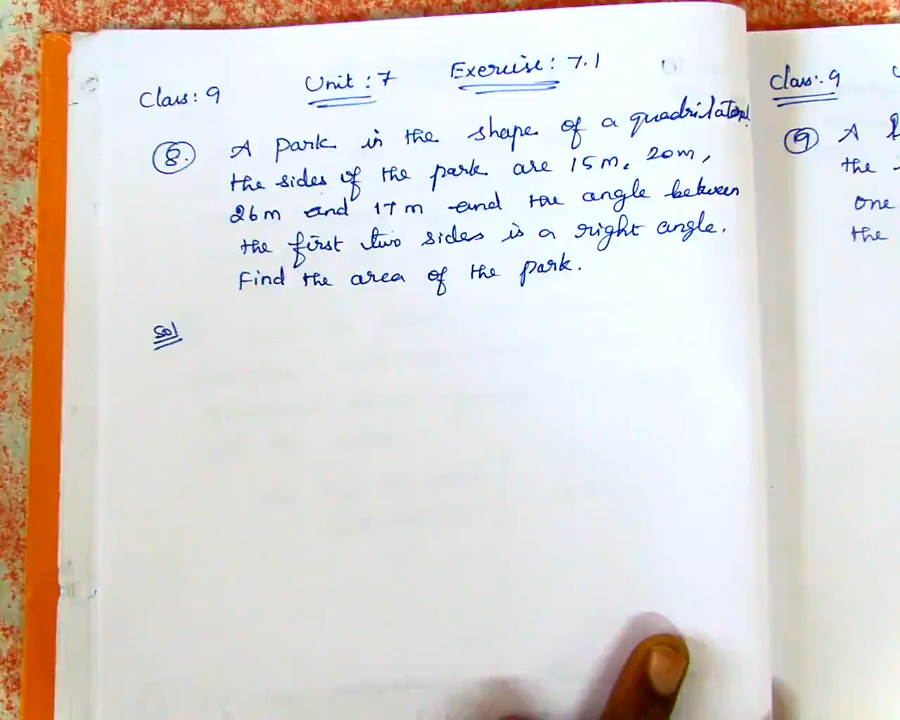 Class: 9 Unit: 7 Exercise: 7.1
8. A park is the shape of a quadrilateral.
the sides of the park are 15m, 20m,
26m and 17m and the angle between
the first two sides is a right angle.
Find the area of the park.
Sol
Class: 9
9 A
the
one
the